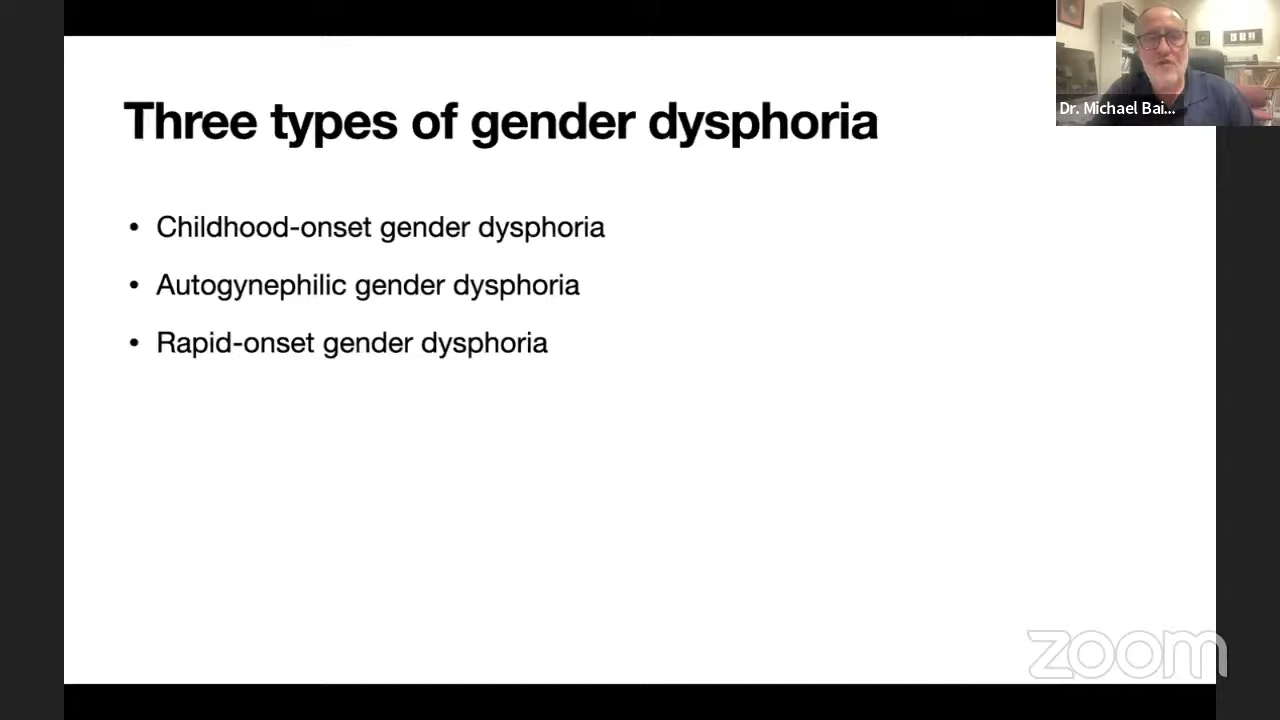 Three types of gender dysphoria
Dr. Michael Bai...
• Childhood-onset gender dysphoria
• Autogynephilic gender dysphoria
• Rapid-onset gender dysphoria
zoom